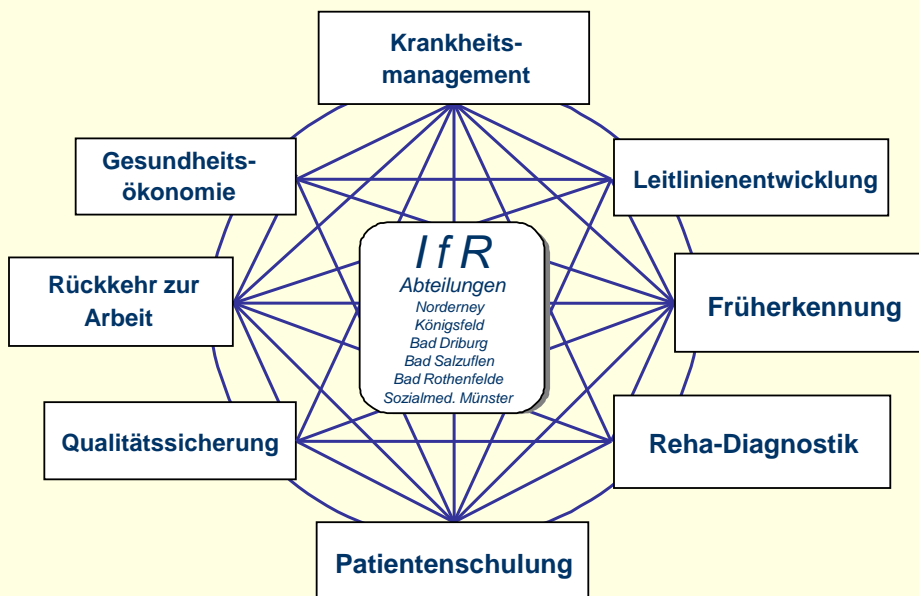 Krankheits-
management
Gesundheits-
ökonomie
Leitlinienentwicklung
I f R
Abteilungen
Norderney
Königsfeld
Bad Driburg
Bad Salzuflen
Bad Rothenfelde
Sozialmed. Münster
Rückkehr zur
Arbeit
Früherkennung
Qualitätssicherung
Reha-Diagnostik
Patientenschulung